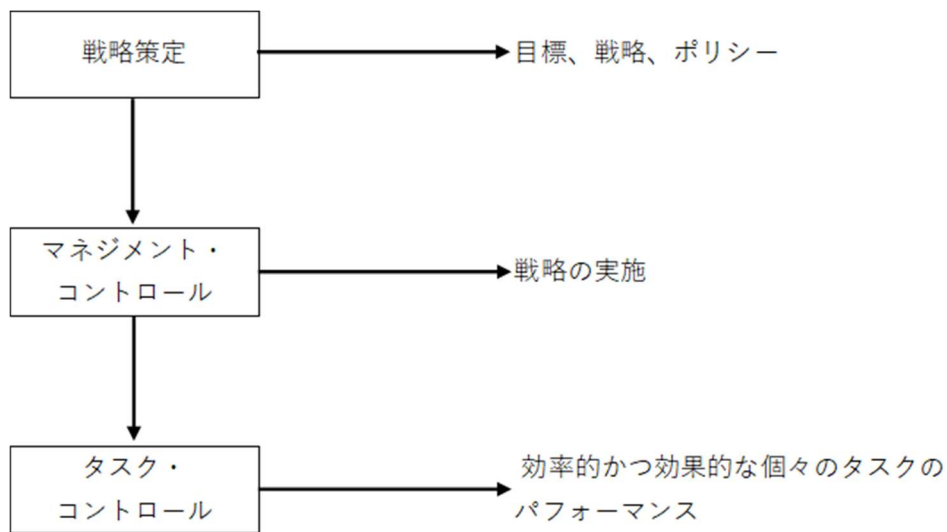 戦略策定
目標、戦略、ポリシー
マネジメント・
コントロール
戦略の実施
タスク・
コントロール
効率的かつ効果的な個々のタスクの
パフォーマンス